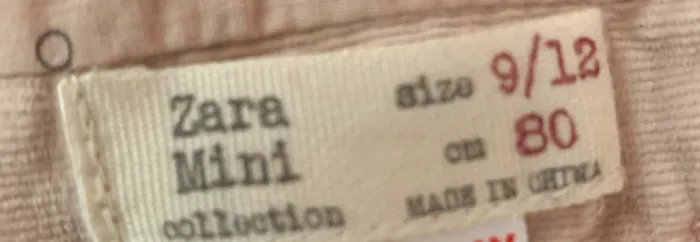 Zara
Mini
collection
size 9/12
cm 80
MADE IN CHINA